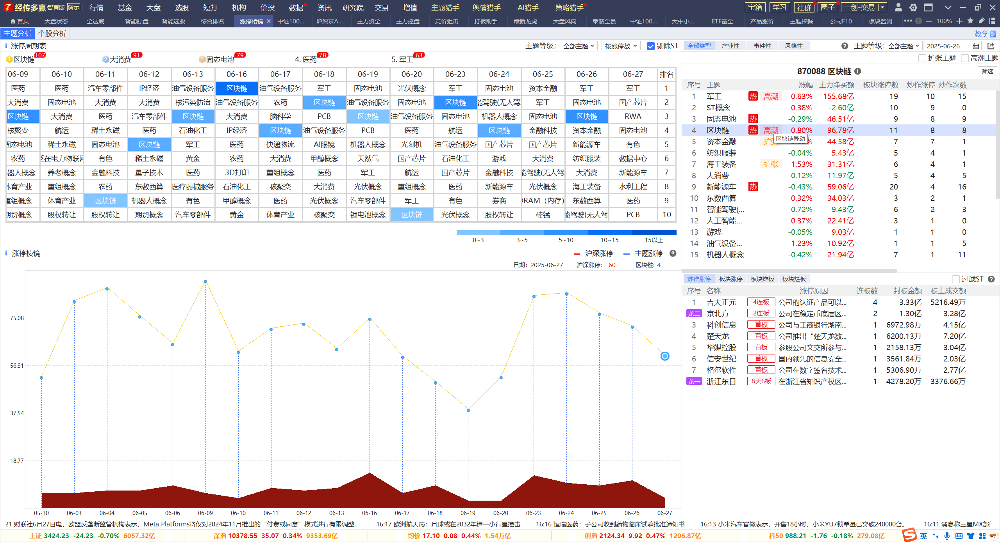 经传多赢 智尊版 演示 行情 基金 大盘 选股 短打 机构 价投 数据 资讯 研究院 交易 增值 主题猎手 舆情猎手 AI猎手 策略猎手 宝箱 学习 社群 圈子 一创-交易
首页 大盘状态 金达威 智能盯盘 智能选股 综合排名 涨停棱镜 中证100... 沪深京A... 主力资金 主力控盘 竞价狙击 打板助手 最新龙虎 大盘风向 策略全景 中证100... 大中小... ETF基金 产品涨价 主题挖掘 公司F10 板块监测 100%
主题分析 个股分析 教学
涨停周期表 主题等级: 全部主题 按涨停数 剔除ST
1 区块链 107 2 大消费 91 3 固态电池 79 4. 医药 78 5. 军工 63
06-09 06-10 06-11 06-12 06-13 06-16 06-17 06-18 06-19 06-20 06-23 06-24 06-25 06-26 06-27 排名
医药 医药 汽车零部件 IP经济 油气设备服务 区块链 油气设备服务 军工 固态电池 光伏概念 军工 固态电池 资本金融 军工 军工 1
大消费 固态电池 大消费 大消费 核污染防治 油气设备服务 农药 区块链 油气设备服务 固态电池 区块链 能驾驶(无人驾 军工 固态电池 国产芯片 2
区块链 大消费 医药 汽车零部件 区块链 大消费 脑科学 PCB 区块链 油气设备服务 固态电池 机器人概念 固态电池 区块链 RWA 3
核聚变 航运 稀土永磁 医药 石油化工 IP经济 区块链 油气设备服务 PCB 医药 航运 区块链 金融科技 资本金融 固态电池 4
固态电池 稀土永磁 固态电池 区块链 军工 医药 快递物流 AI眼镜 机器人概念 光刻机 油气设备服务 国产芯片 国产芯片 新能源车 有色 5
农药 泛在电力物联网 有色 稀土永磁 黄金 农药 大消费 甲醇概念 天然气 国产芯片 石油化工 游戏 大消费 纺织服装 数据中心 6
器人概念 养老概念 金融科技 量子技术 医药 3D打印 重组概念 医药 军工 航运 国产芯片 金融科技 能驾驶(无人驾 大消费 新能源车 7
体育产业 重组概念 农药 东数西算 医疗器械服务 石油化工 核聚变 大消费 光伏概念 重组概念 医药 新能源车 光伏概念 海工装备 水利工程 8
重组概念 体育产业 区块链 机器人概念 有色 甲醇概念 医药 光伏概念 汽车零部件 军工 有色 券商 DRAM（内存） 东数西算 医药 9
期货概念 股权转让 股权转让 期货概念 汽车零部件 黄金 体育产业 核聚变 锂电池概念 区块链 光伏概念 股权转让 硅锰 能驾驶(无人驾 PCB 10
0~3 3~5 5~10 10~15 15以上
涨停棱镜 沪深涨停 主题涨停
日期: 2025-06-27 沪深涨停: 60 区块链: 4
75.08
56.31
37.54
18.77
05-30 06-03 06-04 06-05 06-06 06-09 06-10 06-11 06-12 06-13 06-16 06-17 06-18 06-19 06-20 06-23 06-24 06-25 06-26 06-27
全部类型 产业性 事件性 风格性 主题等级: 全部主题 2025-06-26
扩张主题 高潮主题
870088 区块链 筛选
序号 主题 涨幅 主力净买额 板块涨停数 炒作涨停 炒作次数
1 军工 热 高潮 0.63% 155.68亿 19 10 15
2 ST概念 0.38% -2.60亿 10 9 0
3 固态电池 热 -0.29% 46.51亿 9 8 9
4 区块链 热 高潮 0.80% 96.78亿 11 8 8
区块链异动
5 资本金融 44.58亿 7 7 1
6 纺织服装 -0.04% 5.43亿 5 4 1
7 海工装备 扩张 1.53% 31.31亿 6 4 1
8 大消费 -0.12% -11.97亿 5 4 5
9 新能源车 热 -0.43% 59.06亿 20 4 16
10 东数西算 0.32% 34.03亿 3 2 1
11 智能驾驶(... -0.72% -9.43亿 6 2 3
12 人工智能... 0.37% 22.41亿 3 1 0
13 游戏 -0.05% 9.03亿 1 1 0
14 油气设备... 1.23% 10.92亿 1 1 5
15 机器人概念 -0.42% 21.94亿 7 1 11
炒作涨停 板块涨停 板块炸板 板块烂板 过滤ST
序号 名称 涨停原因 连板数 封板金额 板上成交额
1 吉大正元 4连板 公司的认证产品可以... 4 3.33亿 5216.49万
龙二 京北方 2连板 公司在稳定币底层区... 2 1.30亿 3.28亿
3 科创信息 首板 公司与工商银行湖南... 1 6972.98万 4.15亿
4 楚天龙 首板 公司推出“楚天龙数... 1 6200.13万 7.20亿
5 华媒控股 首板 参股公司文交所参与... 1 2158.13万 3.04亿
6 信安世纪 首板 国内领先的信息安全... 1 3561.84万 2.03亿
7 格尔软件 首板 公司在数字签名技术... 1 5306.90万 2.77亿
龙一 浙江东日 8天6板 在浙江省知识产权区... 1 4278.20万 3376.66万
21 财联社6月27日电，欧盟反垄断监管机构表示，Meta Platforms将仅对2024年11月推出的“付费或同意”模式进行有限调整。 16:17 欧洲航天局：月球或在2032年遭一小行星撞击 16:16 恒瑞医药：子公司收到药物临床试验批准通知书 16:13 小米汽车官微表示，开售18小时，小米YU7锁单量已突破240000台。 16:11 消息称三星MX部门
上证 3424.23 -24.23 -0.70% 6057.32亿 深指 10378.55 35.07 0.34% 9353.69亿 均价 17.10 0.08 0.44% 1.54万亿 创指 2124.34 9.92 0.47% 1206.87亿 科50 988.21 -1.76 -0.18% 279.08亿 英